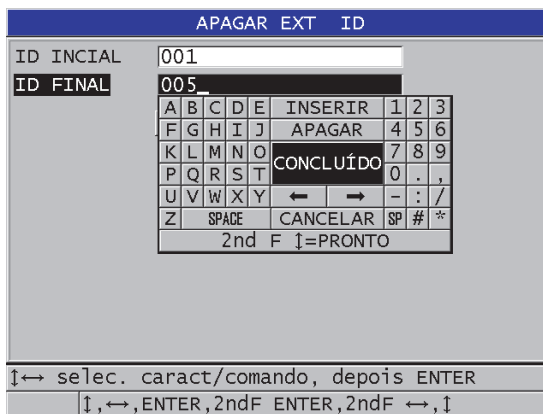 APAGAR EXT ID
ID INCIAL 001
ID FINAL 005_
A B C D E INSERIR 1 2 3
F G H I J APAGAR 4 5 6
K L M N O CONCLUÍDO 7 8 9
P Q R S T 0 . ,
U V W X Y ← → - : /
Z SPACE CANCELAR SP # *
2nd F ↕=PRONTO
↕↔ selec. caract/comando, depois ENTER
↕,↔,ENTER,2ndF ENTER,2ndF ↔,↕